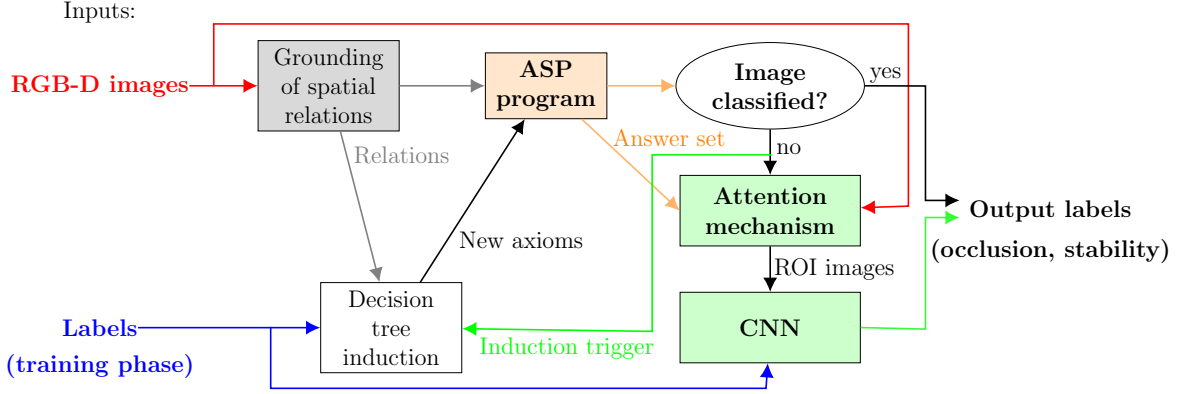 Inputs:
RGB-D images
Grounding
of spatial
relations
ASP
program
Image
classified?
yes
Answer set
no
Relations
Attention
mechanism
Output labels
(occlusion, stability)
New axioms
ROI images
Labels
(training phase)
Decision
tree
induction
Induction trigger
CNN